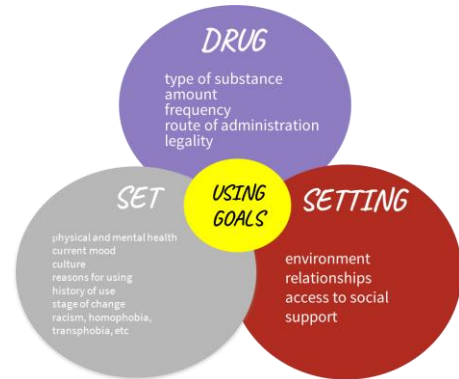 DRUG
type of substance
amount
frequency
route of administration
legality
SET
physical and mental health
current mood
culture
reasons for using
history of use
stage of change
racism, homophobia,
transphobia, etc
USING
GOALS
SETTING
environment
relationships
access to social
support